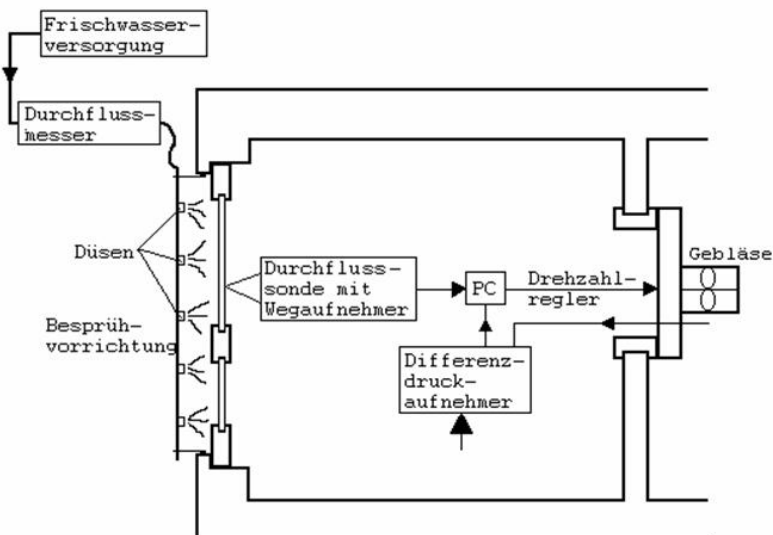 Frischwasser-
versorgung
Durchfluss-
messer
Düsen
Besprüh-
vorrichtung
Durchfluss-
sonde mit
Wegaufnehmer
PC
Drehzahl-
regler
Gebläse
Differenz-
druck-
aufnehmer